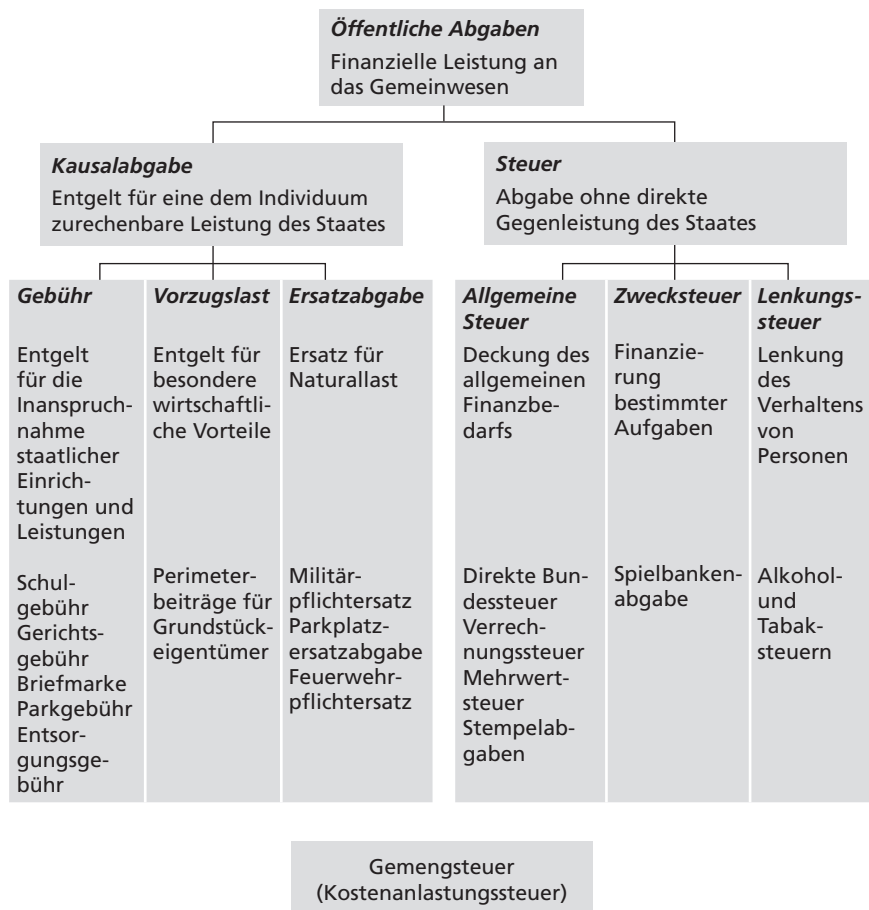 Öffentliche Abgaben
Finanzielle Leistung an
das Gemeinwesen
Kausalabgabe
Entgelt für eine dem Individuum
zurechenbare Leistung des Staates
Steuer
Abgabe ohne direkte
Gegenleistung des Staates
Gebühr
Entgelt
für die
Inanspruch-
nahme
staatlicher
Einrich-
tungen und
Leistungen
Schul-
gebühr
Gerichts-
gebühr
Briefmarke
Parkgebühr
Entsor-
gungsge-
bühr
Vorzugslast
Entgelt für
besondere
wirtschaftli-
che Vorteile
Perimeter-
beiträge für
Grundstück-
eigentümer
Ersatzabgabe
Ersatz für
Naturallast
Militär-
pflichtersatz
Parkplatz-
ersatzabgabe
Feuerwehr-
pflichtersatz
Allgemeine
Steuer
Deckung des
allgemeinen
Finanzbe-
darfs
Direkte Bun-
dessteuer
Verrech-
nungssteuer
Mehrwert-
steuer
Stempelab-
gaben
Zwecksteuer
Finanzie-
rung
bestimmter
Aufgaben
Spielbanken-
abgabe
Lenkungs-
steuer
Lenkung
des
Verhaltens
von
Personen
Alkohol-
und
Tabak-
steuern
Gemengsteuer
(Kostenanlastungssteuer)